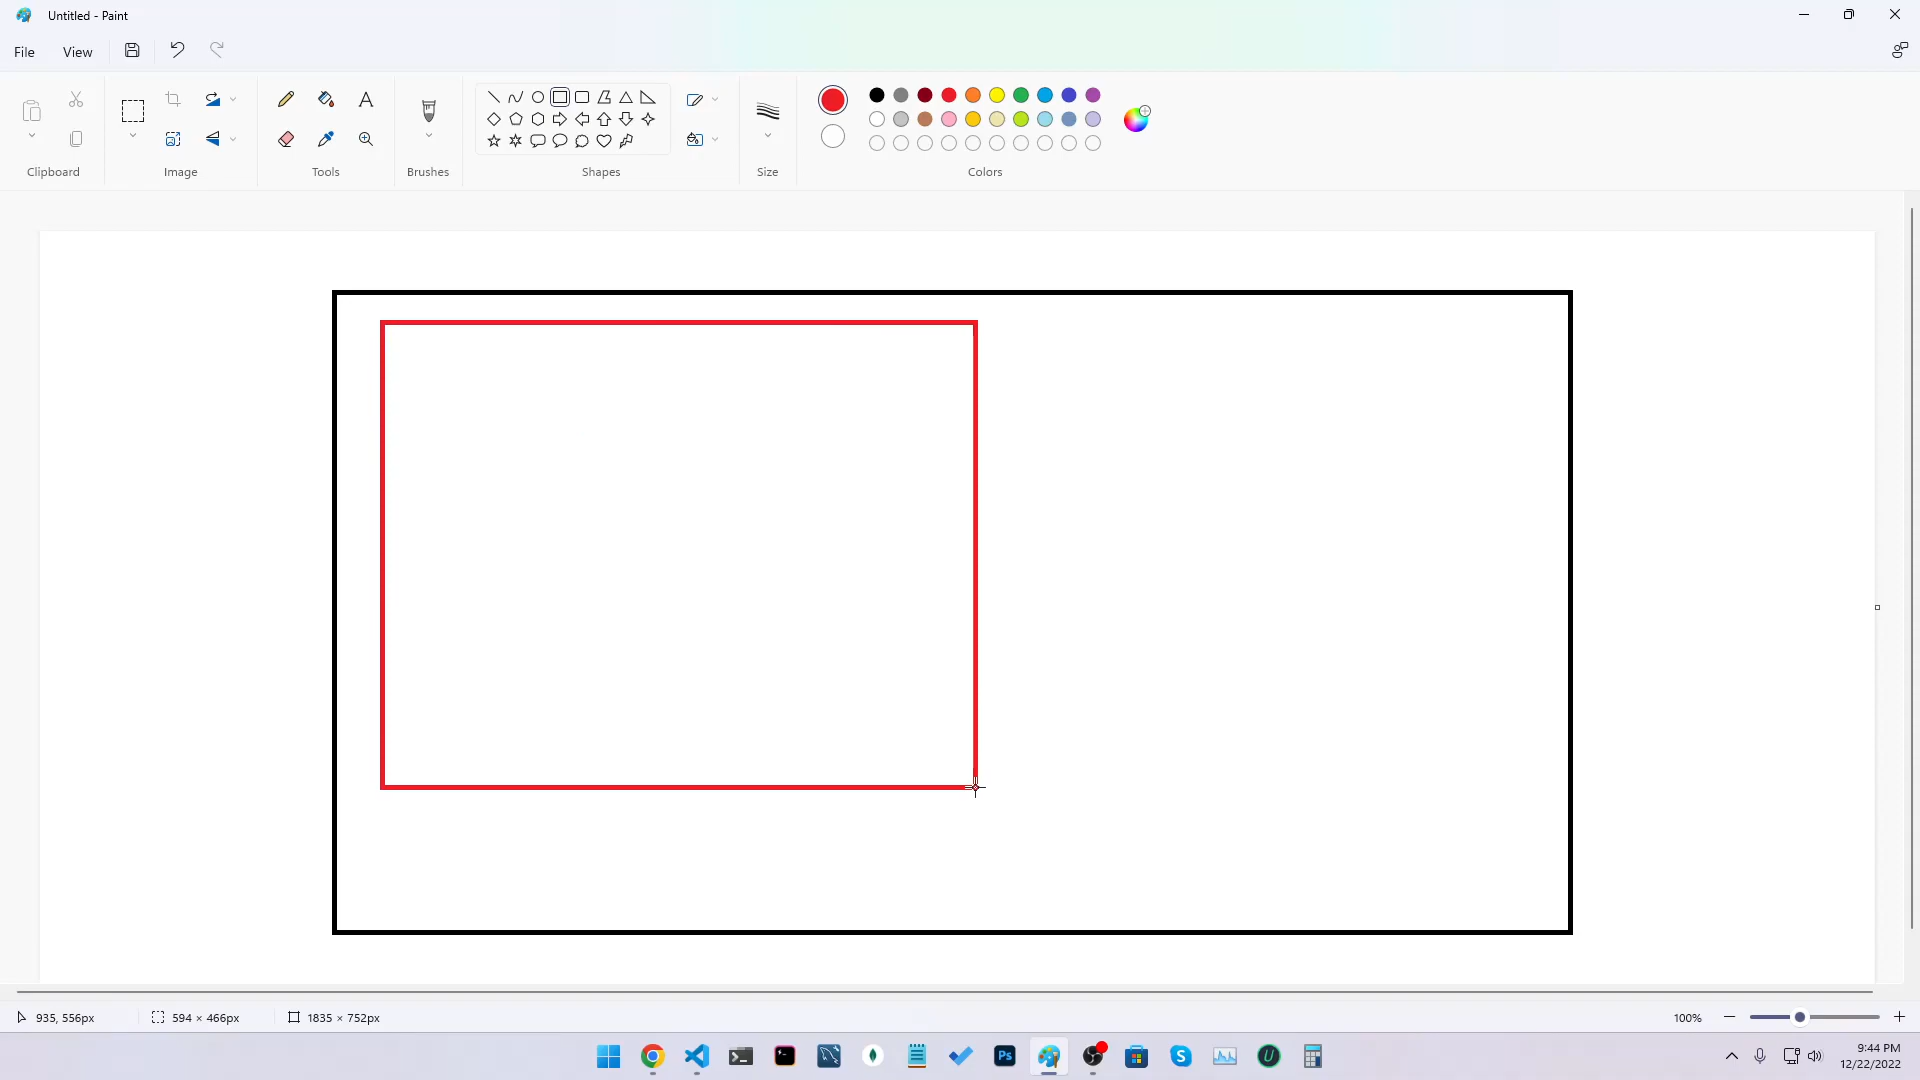 Untitled - Paint
File View
Clipboard
Image
Tools
Brushes
Shapes
Size
Colors
935, 556px
594 × 466px
1835 × 752px
100%
Ps
S
U
9:44 PM
12/22/2022